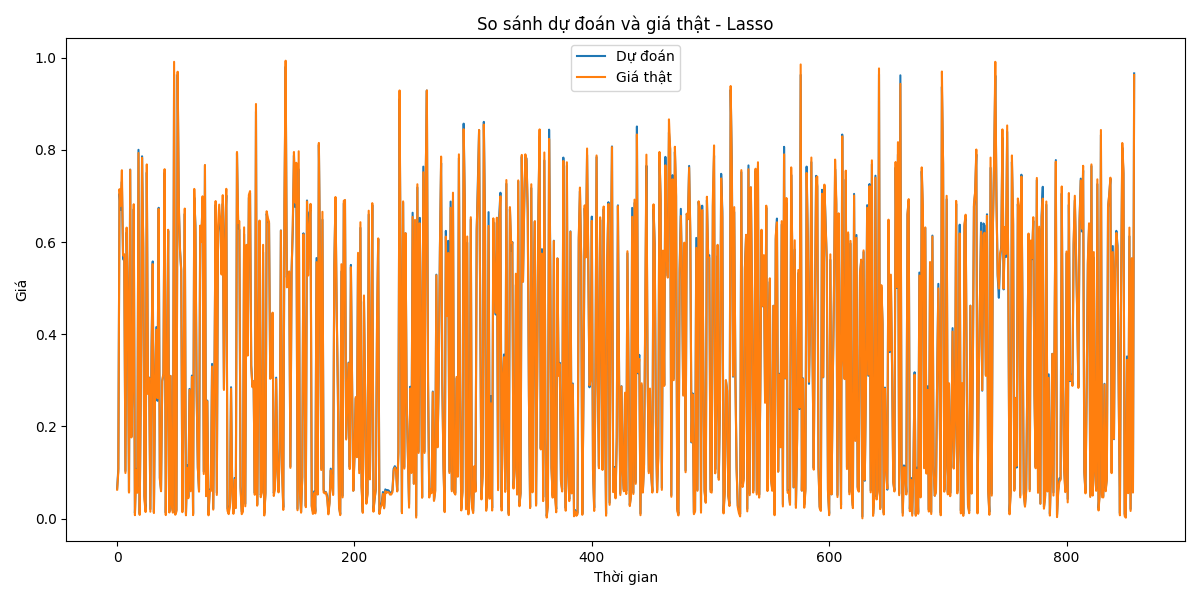 So sánh dự đoán và giá thật - Lasso
Dự đoán
Giá thật
Giá
1.0
0.8
0.6
0.4
0.2
0.0
0
200
400
600
800
Thời gian